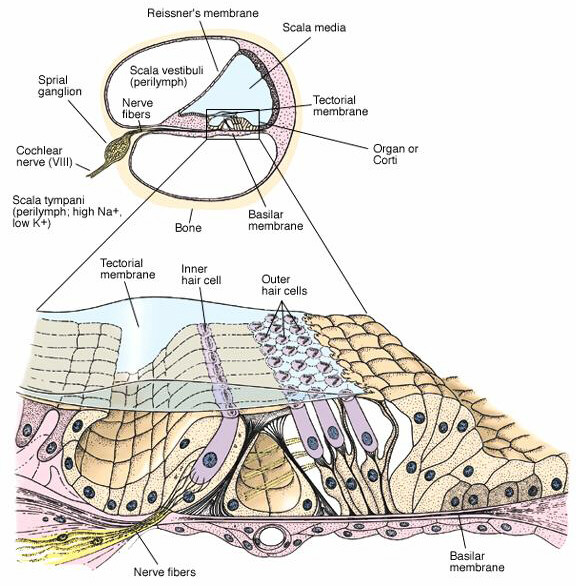 Reissner's membrane
Scala media
Scala vestibuli
(perilymph)
Sprial
ganglion
Nerve
fibers
Tectorial
membrane
Cochlear
nerve (VIII)
Organ or
Corti
Scala tympani
(perilymph; high Na+,
low K+)
Bone
Basilar
membrane
Tectorial
membrane
Inner
hair cell
Outer
hair cells
Nerve fibers
Basilar
membrane